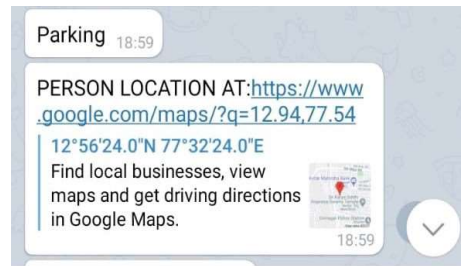 Parking 18:59
PERSON LOCATION AT:https://www
.google.com/maps/?q=12.94,77.54
12°56'24.0"N 77°32'24.0"E
Find local businesses, view
maps and get driving directions
in Google Maps.
18:59